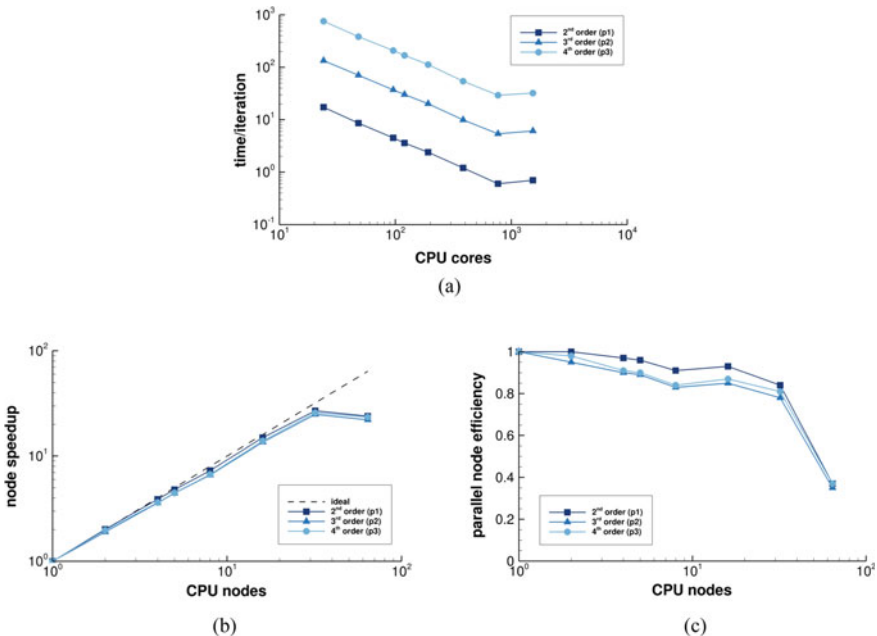 10³
10²
10¹
10⁰
10⁻¹
time/iteration
2ⁿᵈ order (p1)
3ʳᵈ order (p2)
4ᵗʰ order (p3)
10¹ 10² 10³ 10⁴
CPU cores
(a)
10²
10¹
10⁰
node speedup
ideal
2ⁿᵈ order (p1)
3ʳᵈ order (p2)
4ᵗʰ order (p3)
10⁰ 10¹ 10²
CPU nodes
(b)
1
0.8
0.6
0.4
0.2
0
parallel node efficiency
2ⁿᵈ order (p1)
3ʳᵈ order (p2)
4ᵗʰ order (p3)
10⁰ 10¹ 10²
CPU nodes
(c)